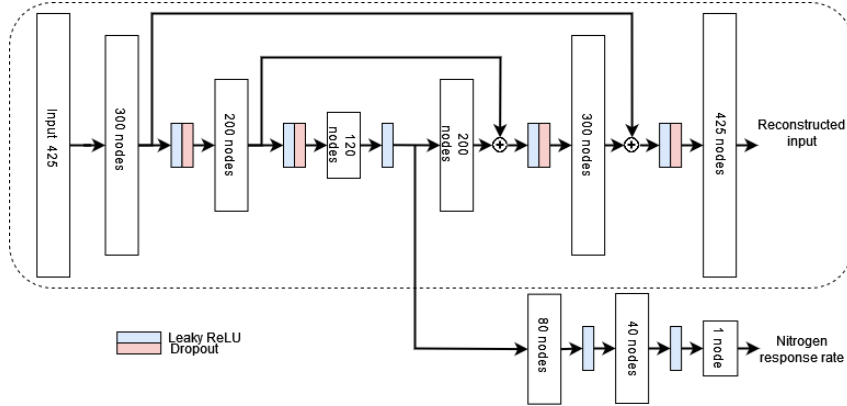 Input 425
300 nodes
200 nodes
120
nodes
200
nodes
300 nodes
425 nodes
Reconstructed
input
80 nodes
40 nodes
1 node
Nitrogen
response rate
Leaky ReLU
Dropout